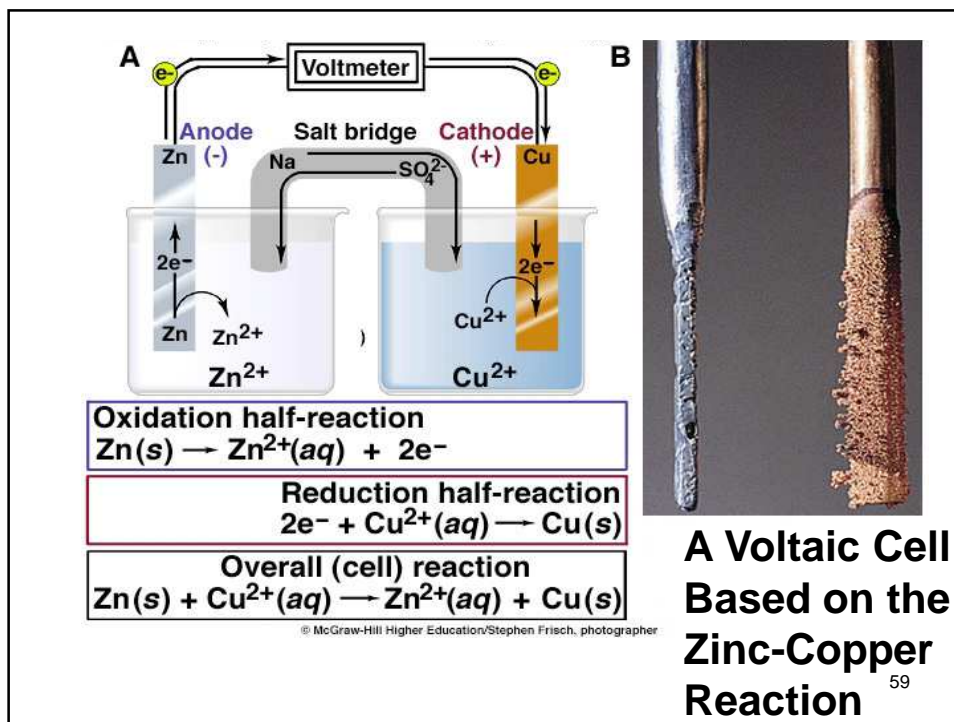 A
B
e-
Voltmeter
e-
Anode
(-)
Salt bridge
Cathode
(+)
Zn
Na
SO₄²⁻
Cu
2e⁻
2e⁻
Zn
Zn²⁺
)
Cu²⁺
Zn²⁺
Cu²⁺
Oxidation half-reaction
Zn(s) → Zn²⁺(aq) + 2e⁻
Reduction half-reaction
2e⁻ + Cu²⁺(aq) → Cu(s)
Overall (cell) reaction
Zn(s) + Cu²⁺(aq) → Zn²⁺(aq) + Cu(s)
© McGraw-Hill Higher Education/Stephen Frisch, photographer
A Voltaic Cell
Based on the
Zinc-Copper
Reaction
59